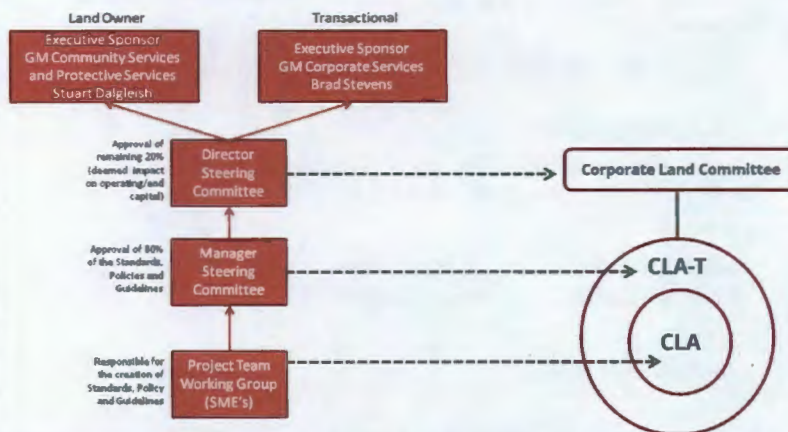 Land Owner
Transactional
Executive Sponsor
GM Community Services
and Protective Services
Stuart Dalgleish
Executive Sponsor
GM Corporate Services
Brad Stevens
Approval of
remaining 20%
(deemed impact
on operating/and
capital)
Director
Steering
Committee
Corporate Land Committee
Approval of 80%
of the Standards,
Policies and
Guidelines
Manager
Steering
Committee
CLA-T
CLA
Responsible for
the creation of
Standards, Policy
and Guidelines
Project Team
Working Group
(SME's)